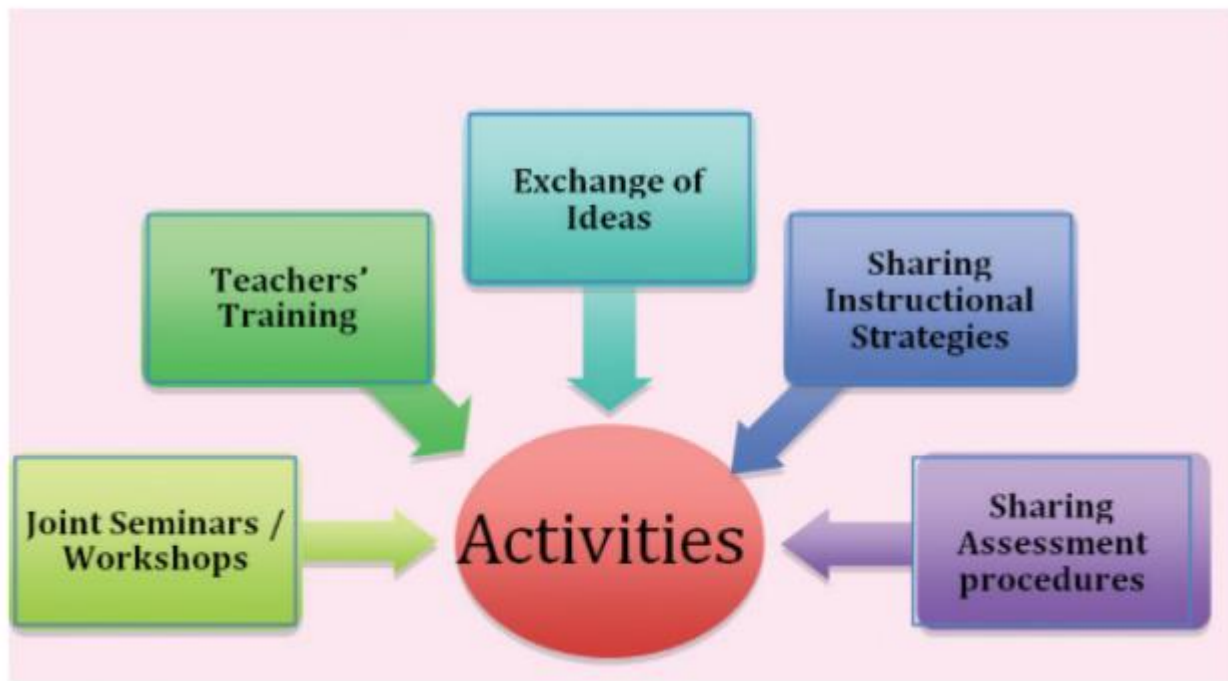 Exchange of
Ideas
Teachers’
Training
Sharing
Instructional
Strategies
Joint Seminars /
Workshops
Activities
Sharing
Assessment
procedures